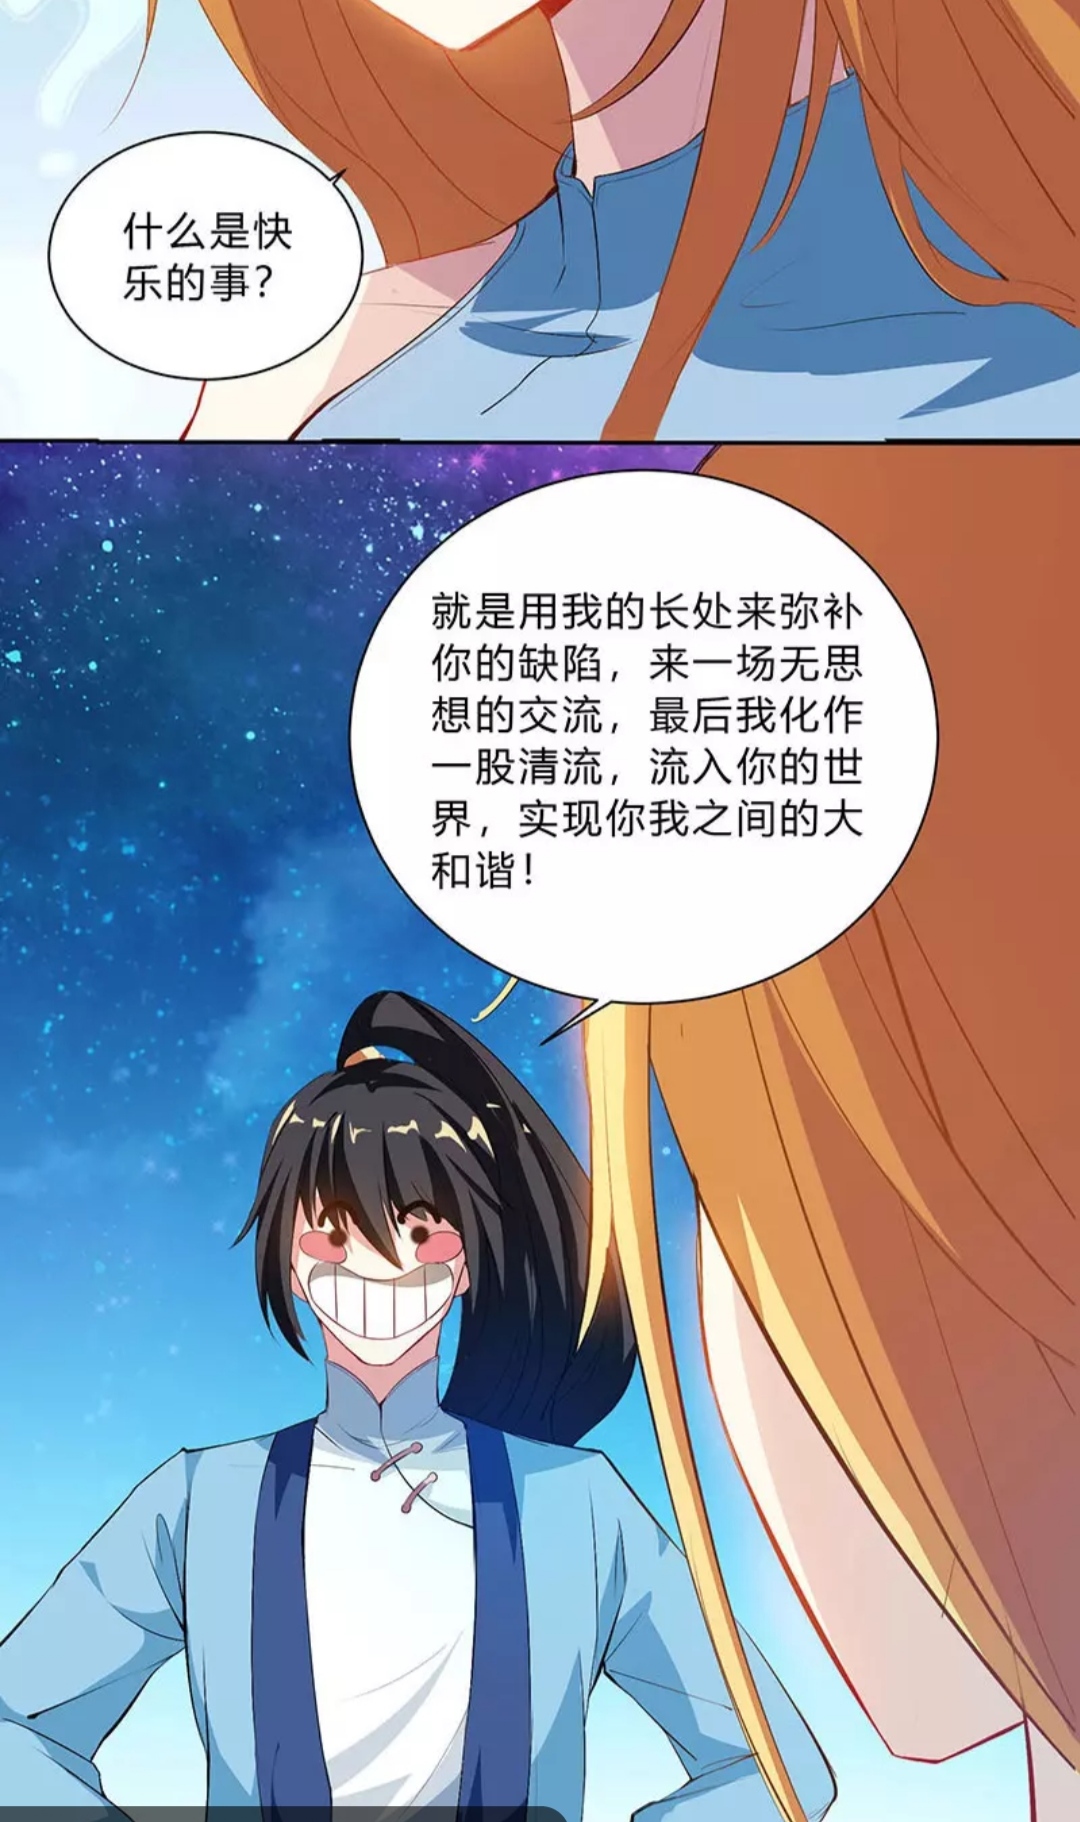 什么是快
乐的事？
就是用我的长处来弥补
你的缺陷，来一场无思
想的交流，最后我化作
一股清流，流入你的世
界，实现你我之间的大
和谐！